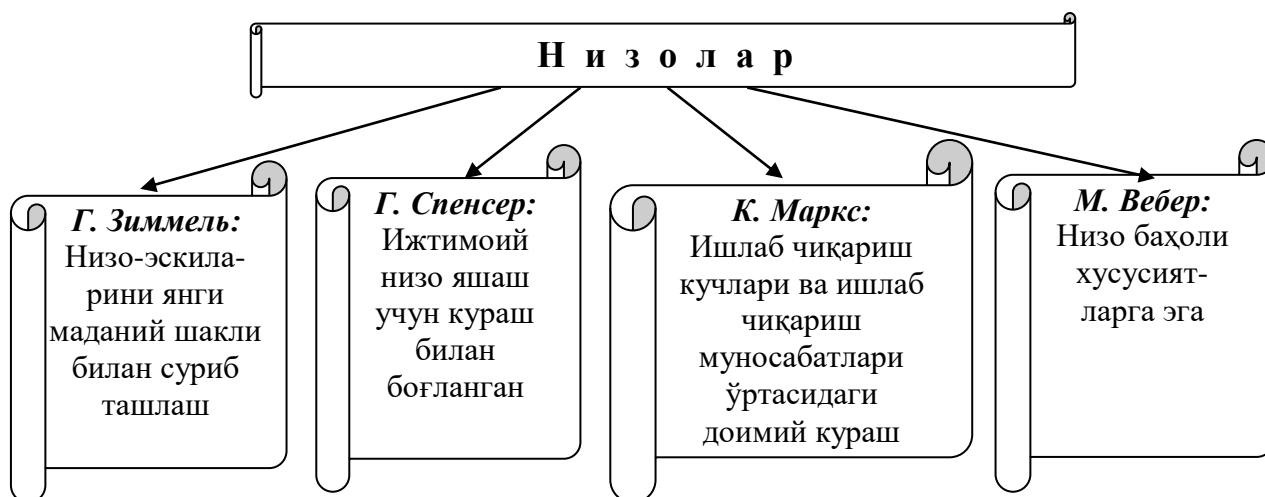 Н и з о л а р
Г. Зиммель:
Низо-эскила-
рини янги
маданий шакли
билан суриб
ташлаш
Г. Спенсер:
Ижтимоий
низо яшаш
учун кураш
билан
боғланган
К. Маркс:
Ишлаб чиқариш
кучлари ва ишлаб
чиқариш
муносабатлари
ўртасидаги
доимий кураш
М. Вебер:
Низо баҳоли
хусусият-
ларга эга